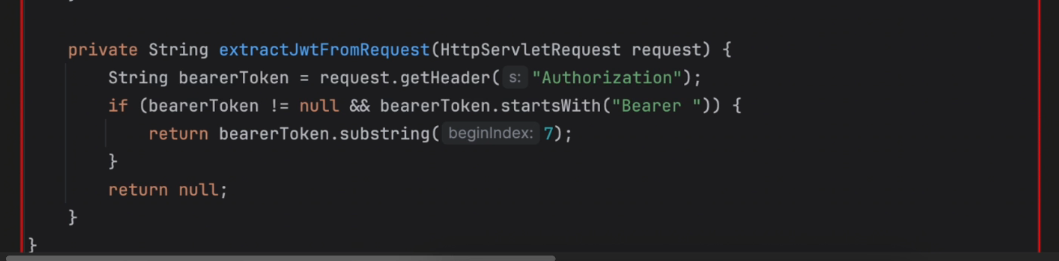 private String extractJwtFromRequest(HttpServletRequest request) {
String bearerToken = request.getHeader( s: "Authorization");
if (bearerToken != null && bearerToken.startsWith("Bearer ")) {
return bearerToken.substring( beginIndex: 7);
}
return null;
}
}